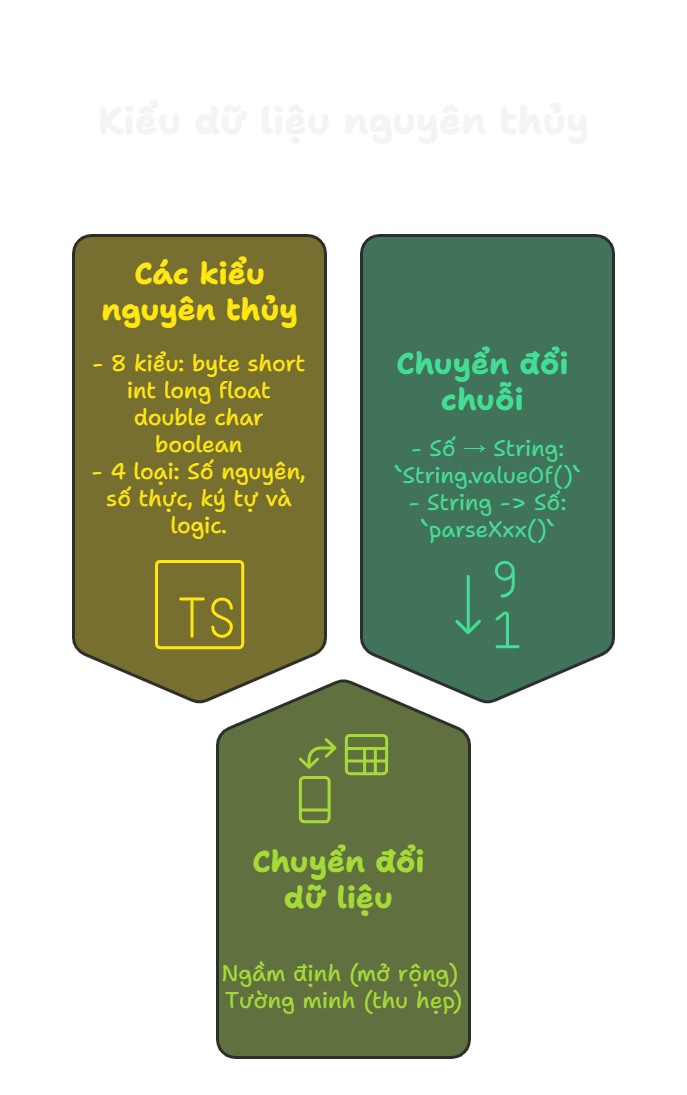 Kiểu dữ liệu nguyên thủy
Các kiểu
nguyên thủy
- 8 kiểu: byte short
int long float
double char
boolean
- 4 loại: Số nguyên,
số thực, ký tự và
logic.
TS
Chuyển đổi
chuỗi
- Số → String:
`String.valueOf()`
- String -> Số:
`parseXxx()`
9
1
Chuyển đổi
dữ liệu
Ngầm định (mở rộng)
Tường minh (thu hẹp)